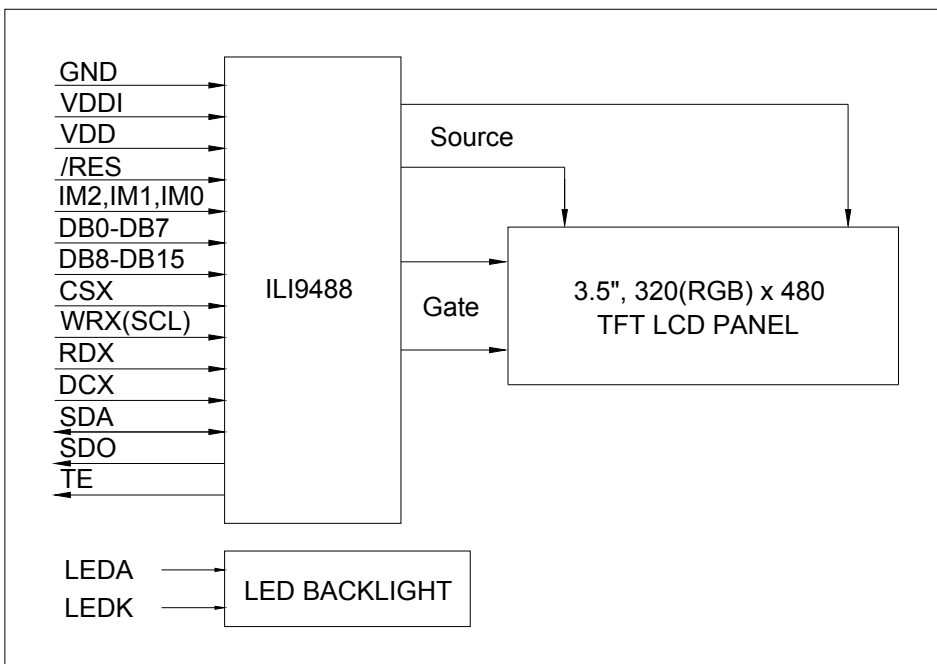 GND
VDDI
VDD
/RES
IM2,IM1,IM0
DB0-DB7
DB8-DB15
CSX
WRX(SCL)
RDX
DCX
SDA
SDO
TE
ILI9488
Source
Gate
3.5", 320(RGB) x 480
TFT LCD PANEL
LEDA
LEDK
LED BACKLIGHT